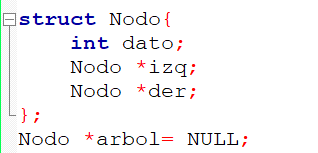 struct Nodo{
    int dato;
    Nodo *izq;
    Nodo *der;
};
Nodo *arbol= NULL;